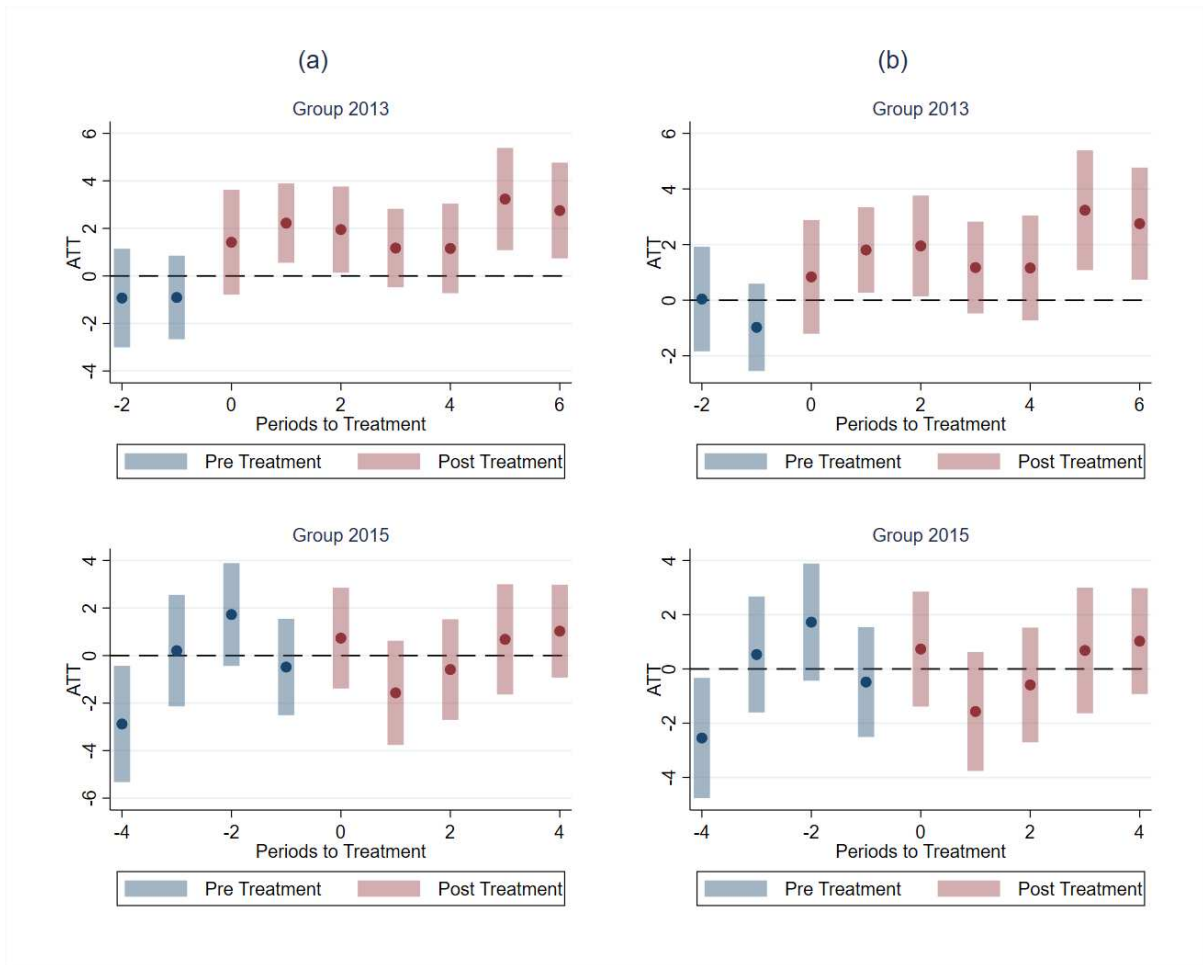 (a)
Group 2013
ATT
6
4
2
0
-2
-4
-2 0 2 4 6
Periods to Treatment
Pre Treatment Post Treatment
Group 2015
ATT
4
2
0
-2
-4
-6
-4 -2 0 2 4
Periods to Treatment
Pre Treatment Post Treatment
(b)
Group 2013
ATT
6
4
2
0
-2
-2 0 2 4 6
Periods to Treatment
Pre Treatment Post Treatment
Group 2015
ATT
4
2
0
-2
-4
-4 -2 0 2 4
Periods to Treatment
Pre Treatment Post Treatment